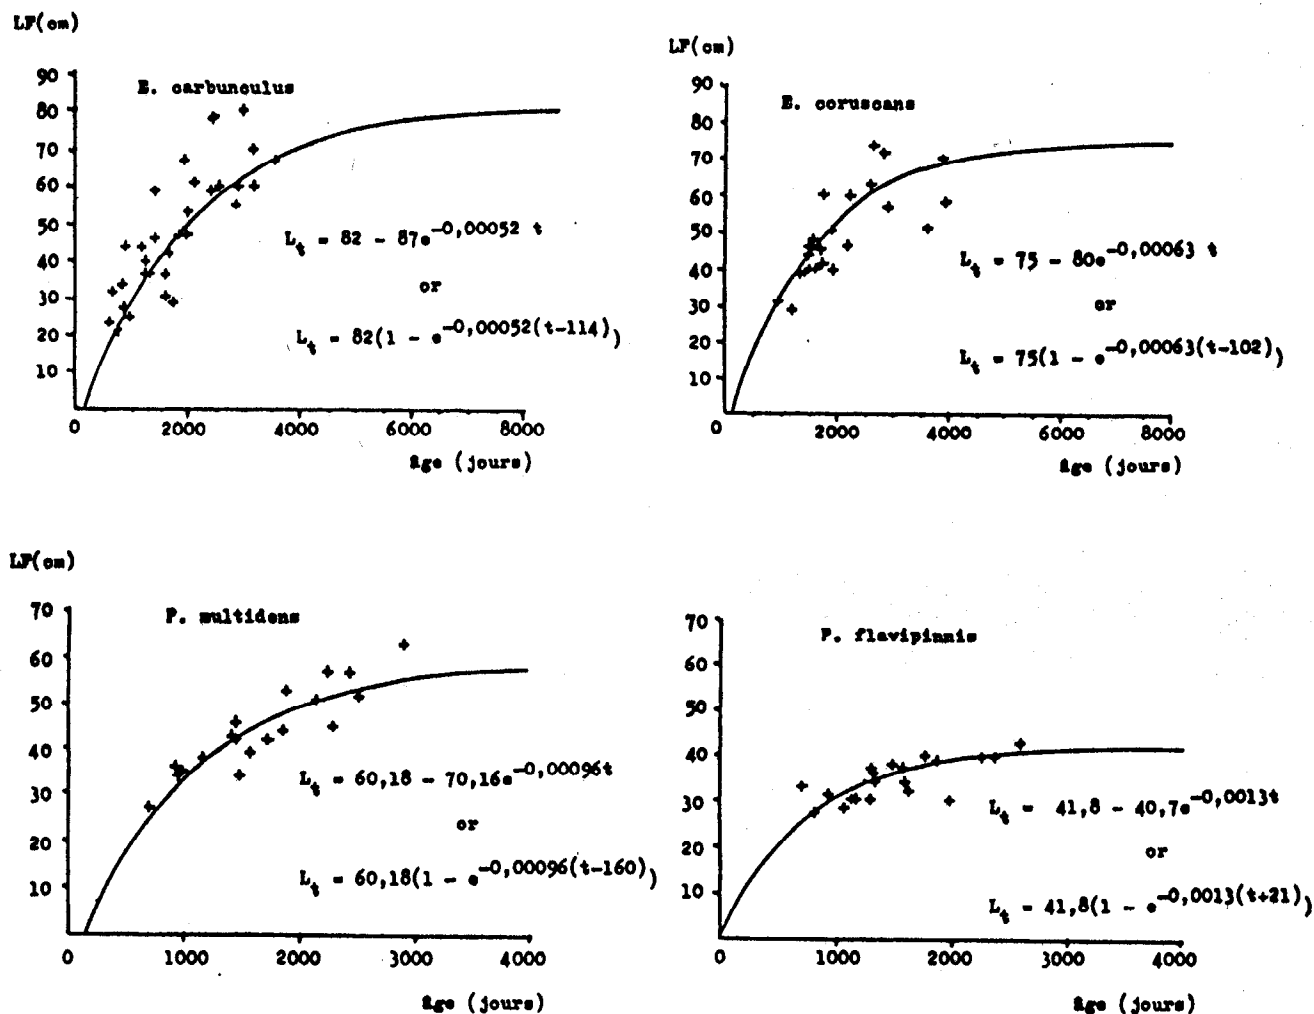 LF(cm)
E. carbunculus
90
80
70
60
50
40
30
20
10
L_t = 82 - 87e^-0,00052 t
or
L_t = 82(1 - e^-0,00052(t-114))
0 2000 4000 6000 8000
Âge (jours)
LF(cm)
E. coruscans
90
80
70
60
50
40
30
20
10
L_t = 75 - 80e^-0,00063 t
or
L_t = 75(1 - e^-0,00063(t-102))
0 2000 4000 6000 8000
Âge (jours)
LF(cm)
P. multidens
70
60
50
40
30
20
10
L_t = 60,18 - 70,16e^-0,00096t
or
L_t = 60,18(1 - e^-0,00096(t-160))
0 1000 2000 3000 4000
Âge (jours)
P. flavipinnis
70
60
50
40
30
20
10
L_t = 41,8 - 40,7e^-0,0013t
or
L_t = 41,8(1 - e^-0,0013(t+21))
0 1000 2000 3000 4000
Âge (jours)